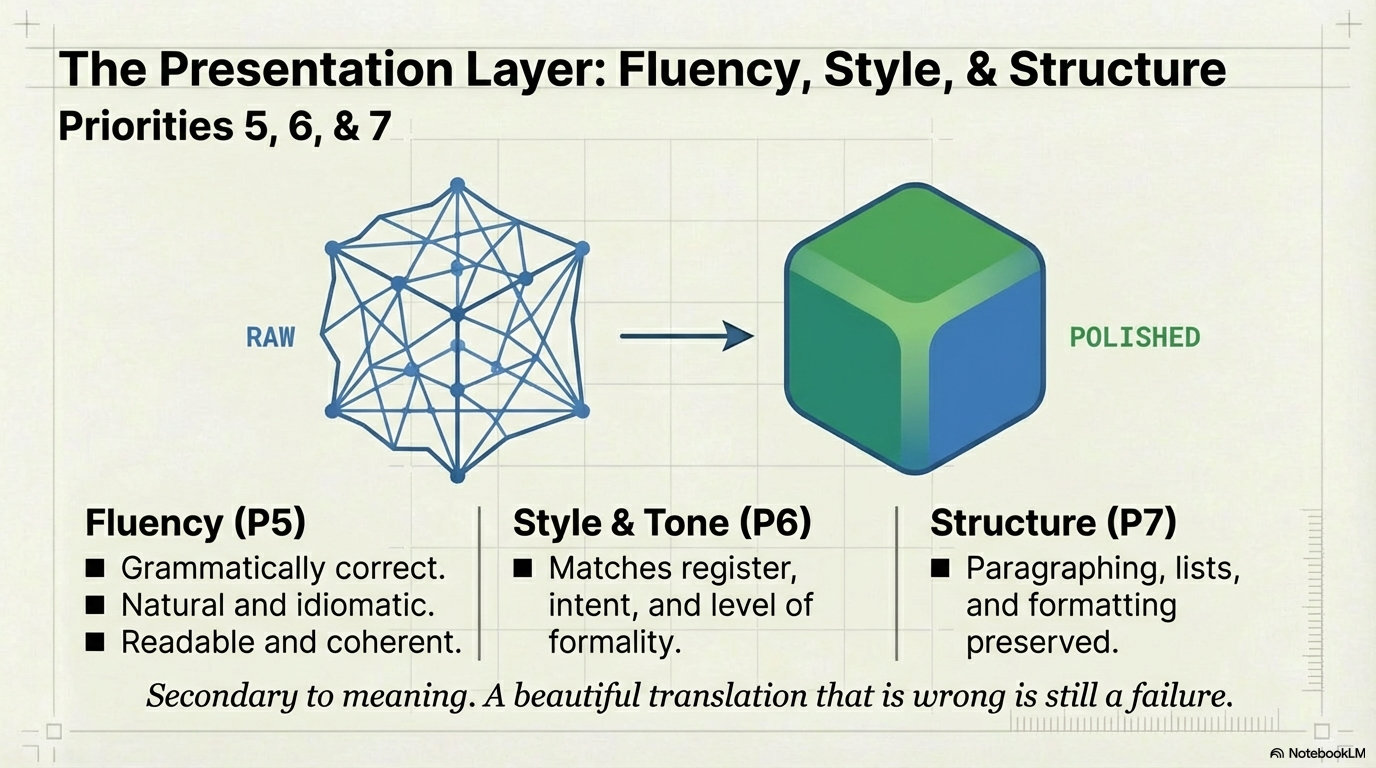 The Presentation Layer: Fluency, Style, & Structure
Priorities 5, 6, & 7
RAW
POLISHED
Fluency (P5)
■ Grammatically correct.
■ Natural and idiomatic.
■ Readable and coherent.
Style & Tone (P6)
■ Matches register,
intent, and level of
formality.
Structure (P7)
■ Paragraphing, lists,
and formatting
preserved.
Secondary to meaning. A beautiful translation that is wrong is still a failure.
NotebookLM